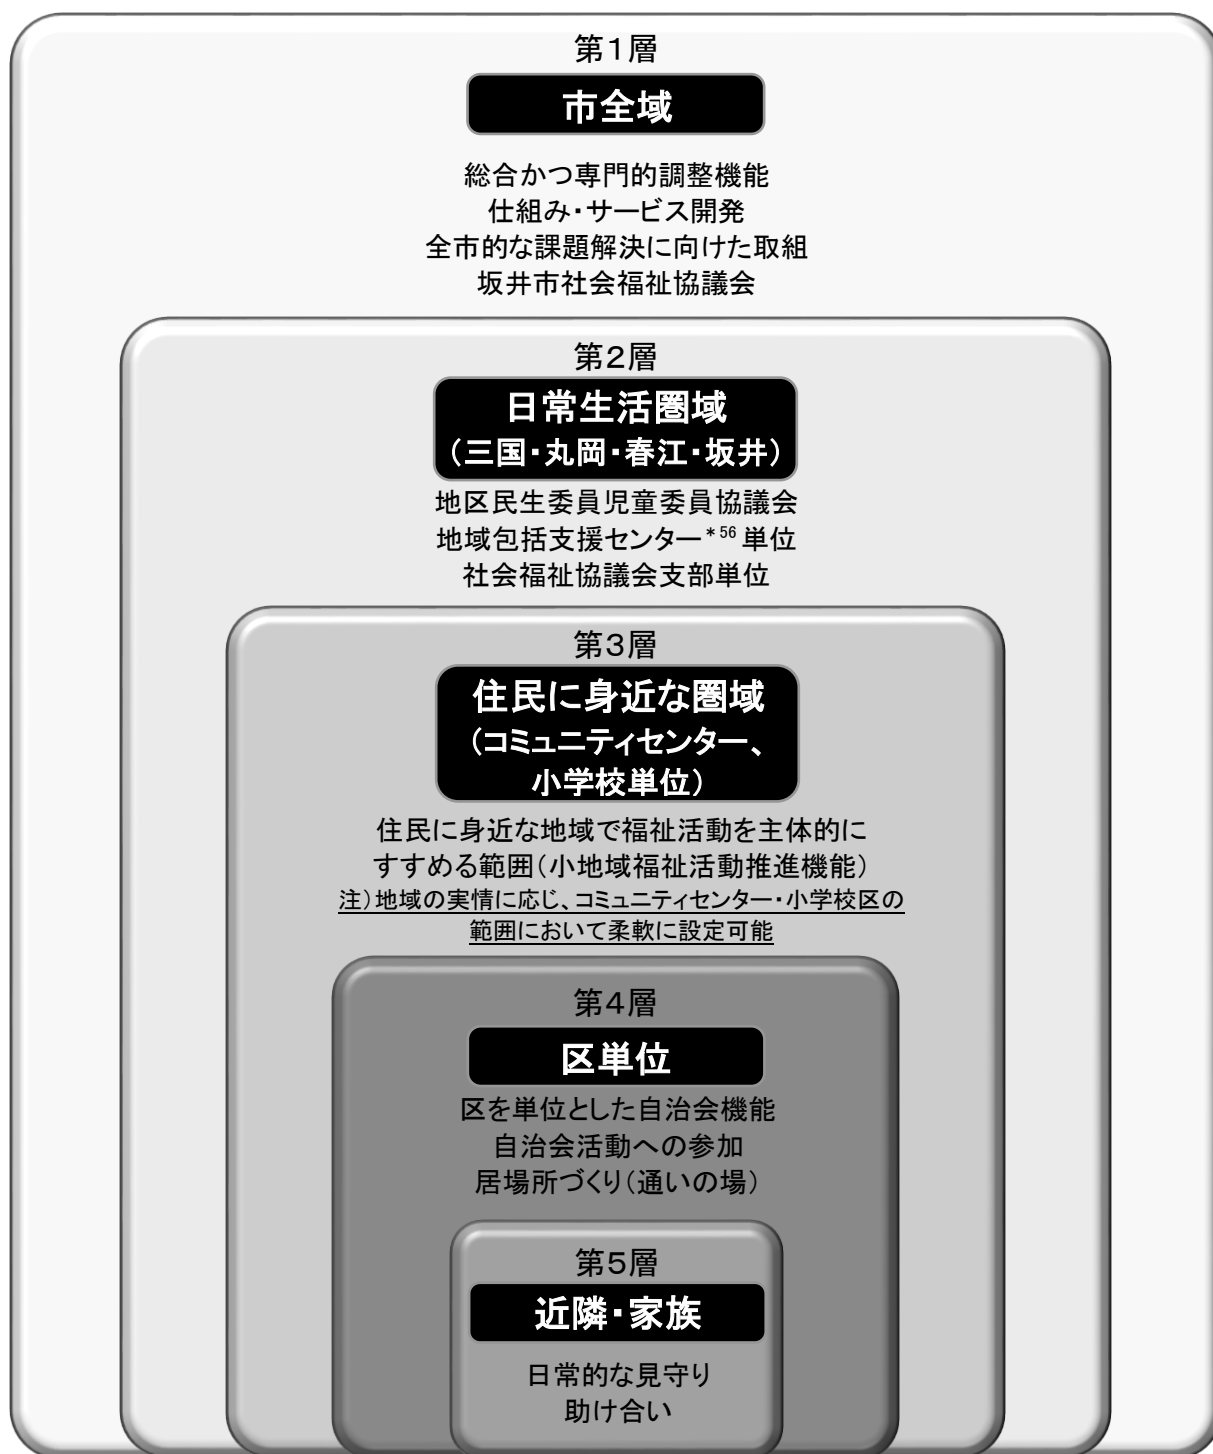 第1層
市全域
総合かつ専門的調整機能
仕組み・サービス開発
全市的な課題解決に向けた取組
坂井市社会福祉協議会
第2層
日常生活圏域
（三国・丸岡・春江・坂井）
地区民生委員児童委員協議会
地域包括支援センター*56単位
社会福祉協議会支部単位
第3層
住民に身近な圏域
（コミュニティセンター、
小学校単位）
住民に身近な地域で福祉活動を主体的に
すすめる範囲（小地域福祉活動推進機能）
注）地域の実情に応じ、コミュニティセンター・小学校区の
範囲において柔軟に設定可能
第4層
区単位
区を単位とした自治会機能
自治会活動への参加
居場所づくり（通いの場）
第5層
近隣・家族
日常的な見守り
助け合い